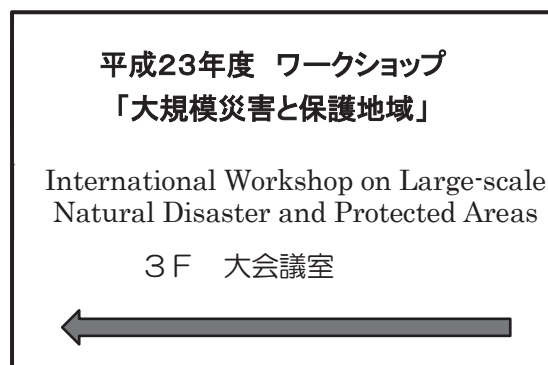 平成23年度　ワークショップ
「大規模災害と保護地域」
International Workshop on Large-scale
Natural Disaster and Protected Areas
３Ｆ　大会議室